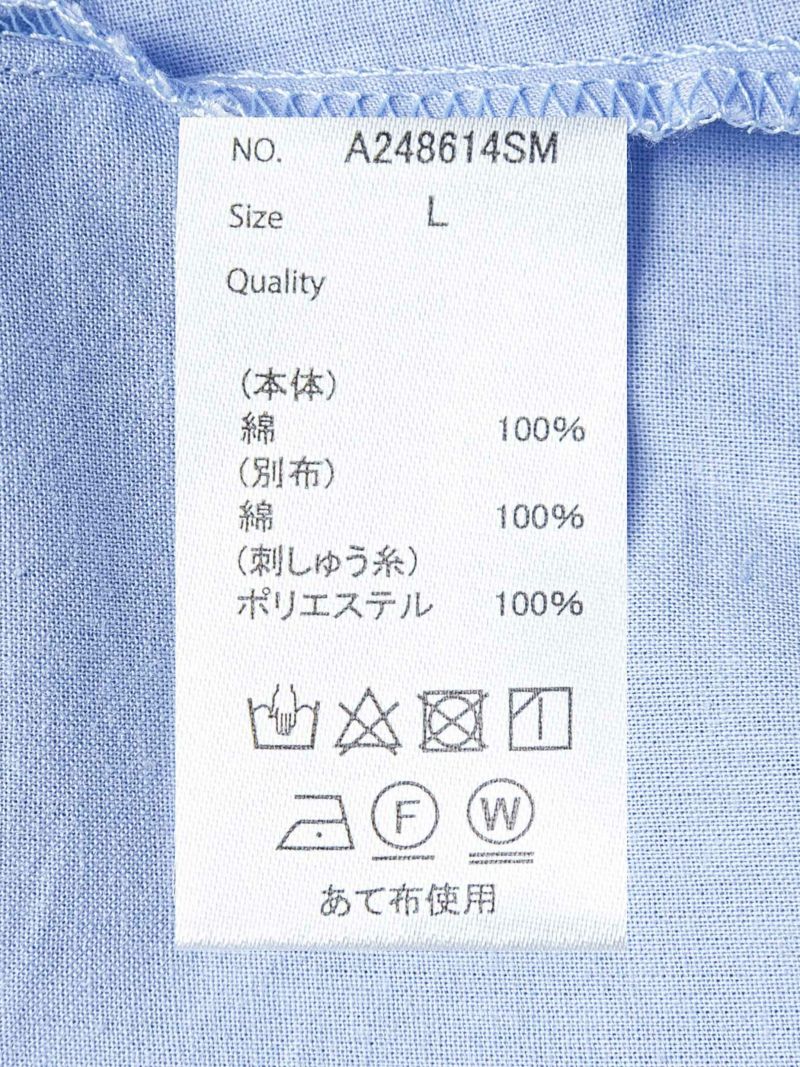 NO. A248614SM
Size L
Quality
(本体)
綿 100%
(別布)
綿 100%
(刺しゅう糸)
ポリエステル 100%
F W
あて布使用